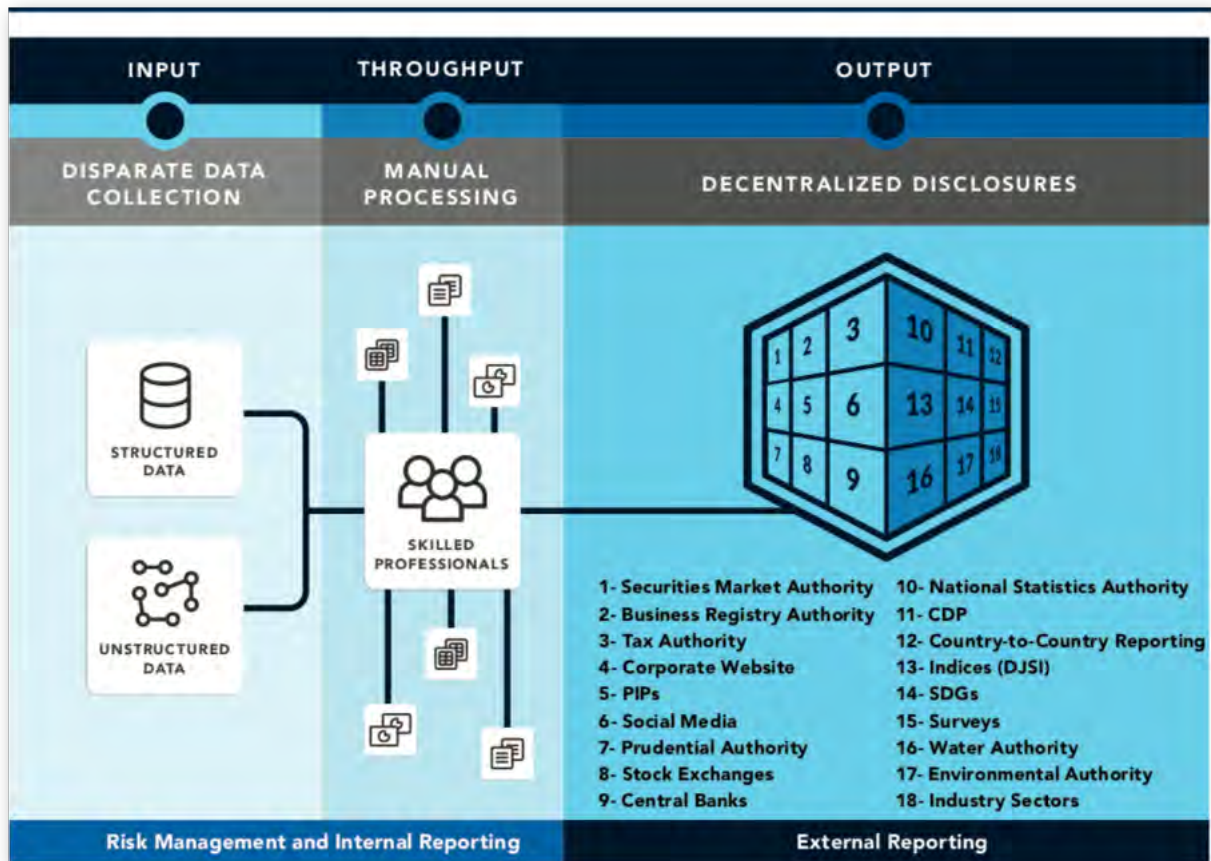 INPUT
THROUGHPUT
OUTPUT
DISPARATE DATA
COLLECTION
MANUAL
PROCESSING
DECENTRALIZED DISCLOSURES
STRUCTURED
DATA
UNSTRUCTURED
DATA
SKILLED
PROFESSIONALS
1 2 3 10 11 12
4 5 6 13 14 15
7 8 9 16 17 18
1- Securities Market Authority
2- Business Registry Authority
3- Tax Authority
4- Corporate Website
5- PIPs
6- Social Media
7- Prudential Authority
8- Stock Exchanges
9- Central Banks
10- National Statistics Authority
11- CDP
12- Country-to-Country Reporting
13- Indices (DJSI)
14- SDGs
15- Surveys
16- Water Authority
17- Environmental Authority
18- Industry Sectors
Risk Management and Internal Reporting
External Reporting